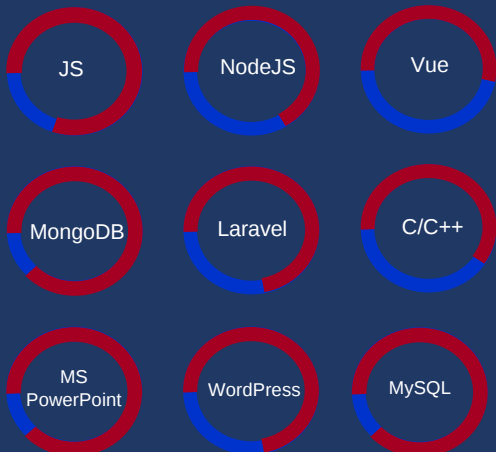 JS
NodeJS
Vue
MongoDB
Laravel
C/C++
MS
PowerPoint
WordPress
MySQL